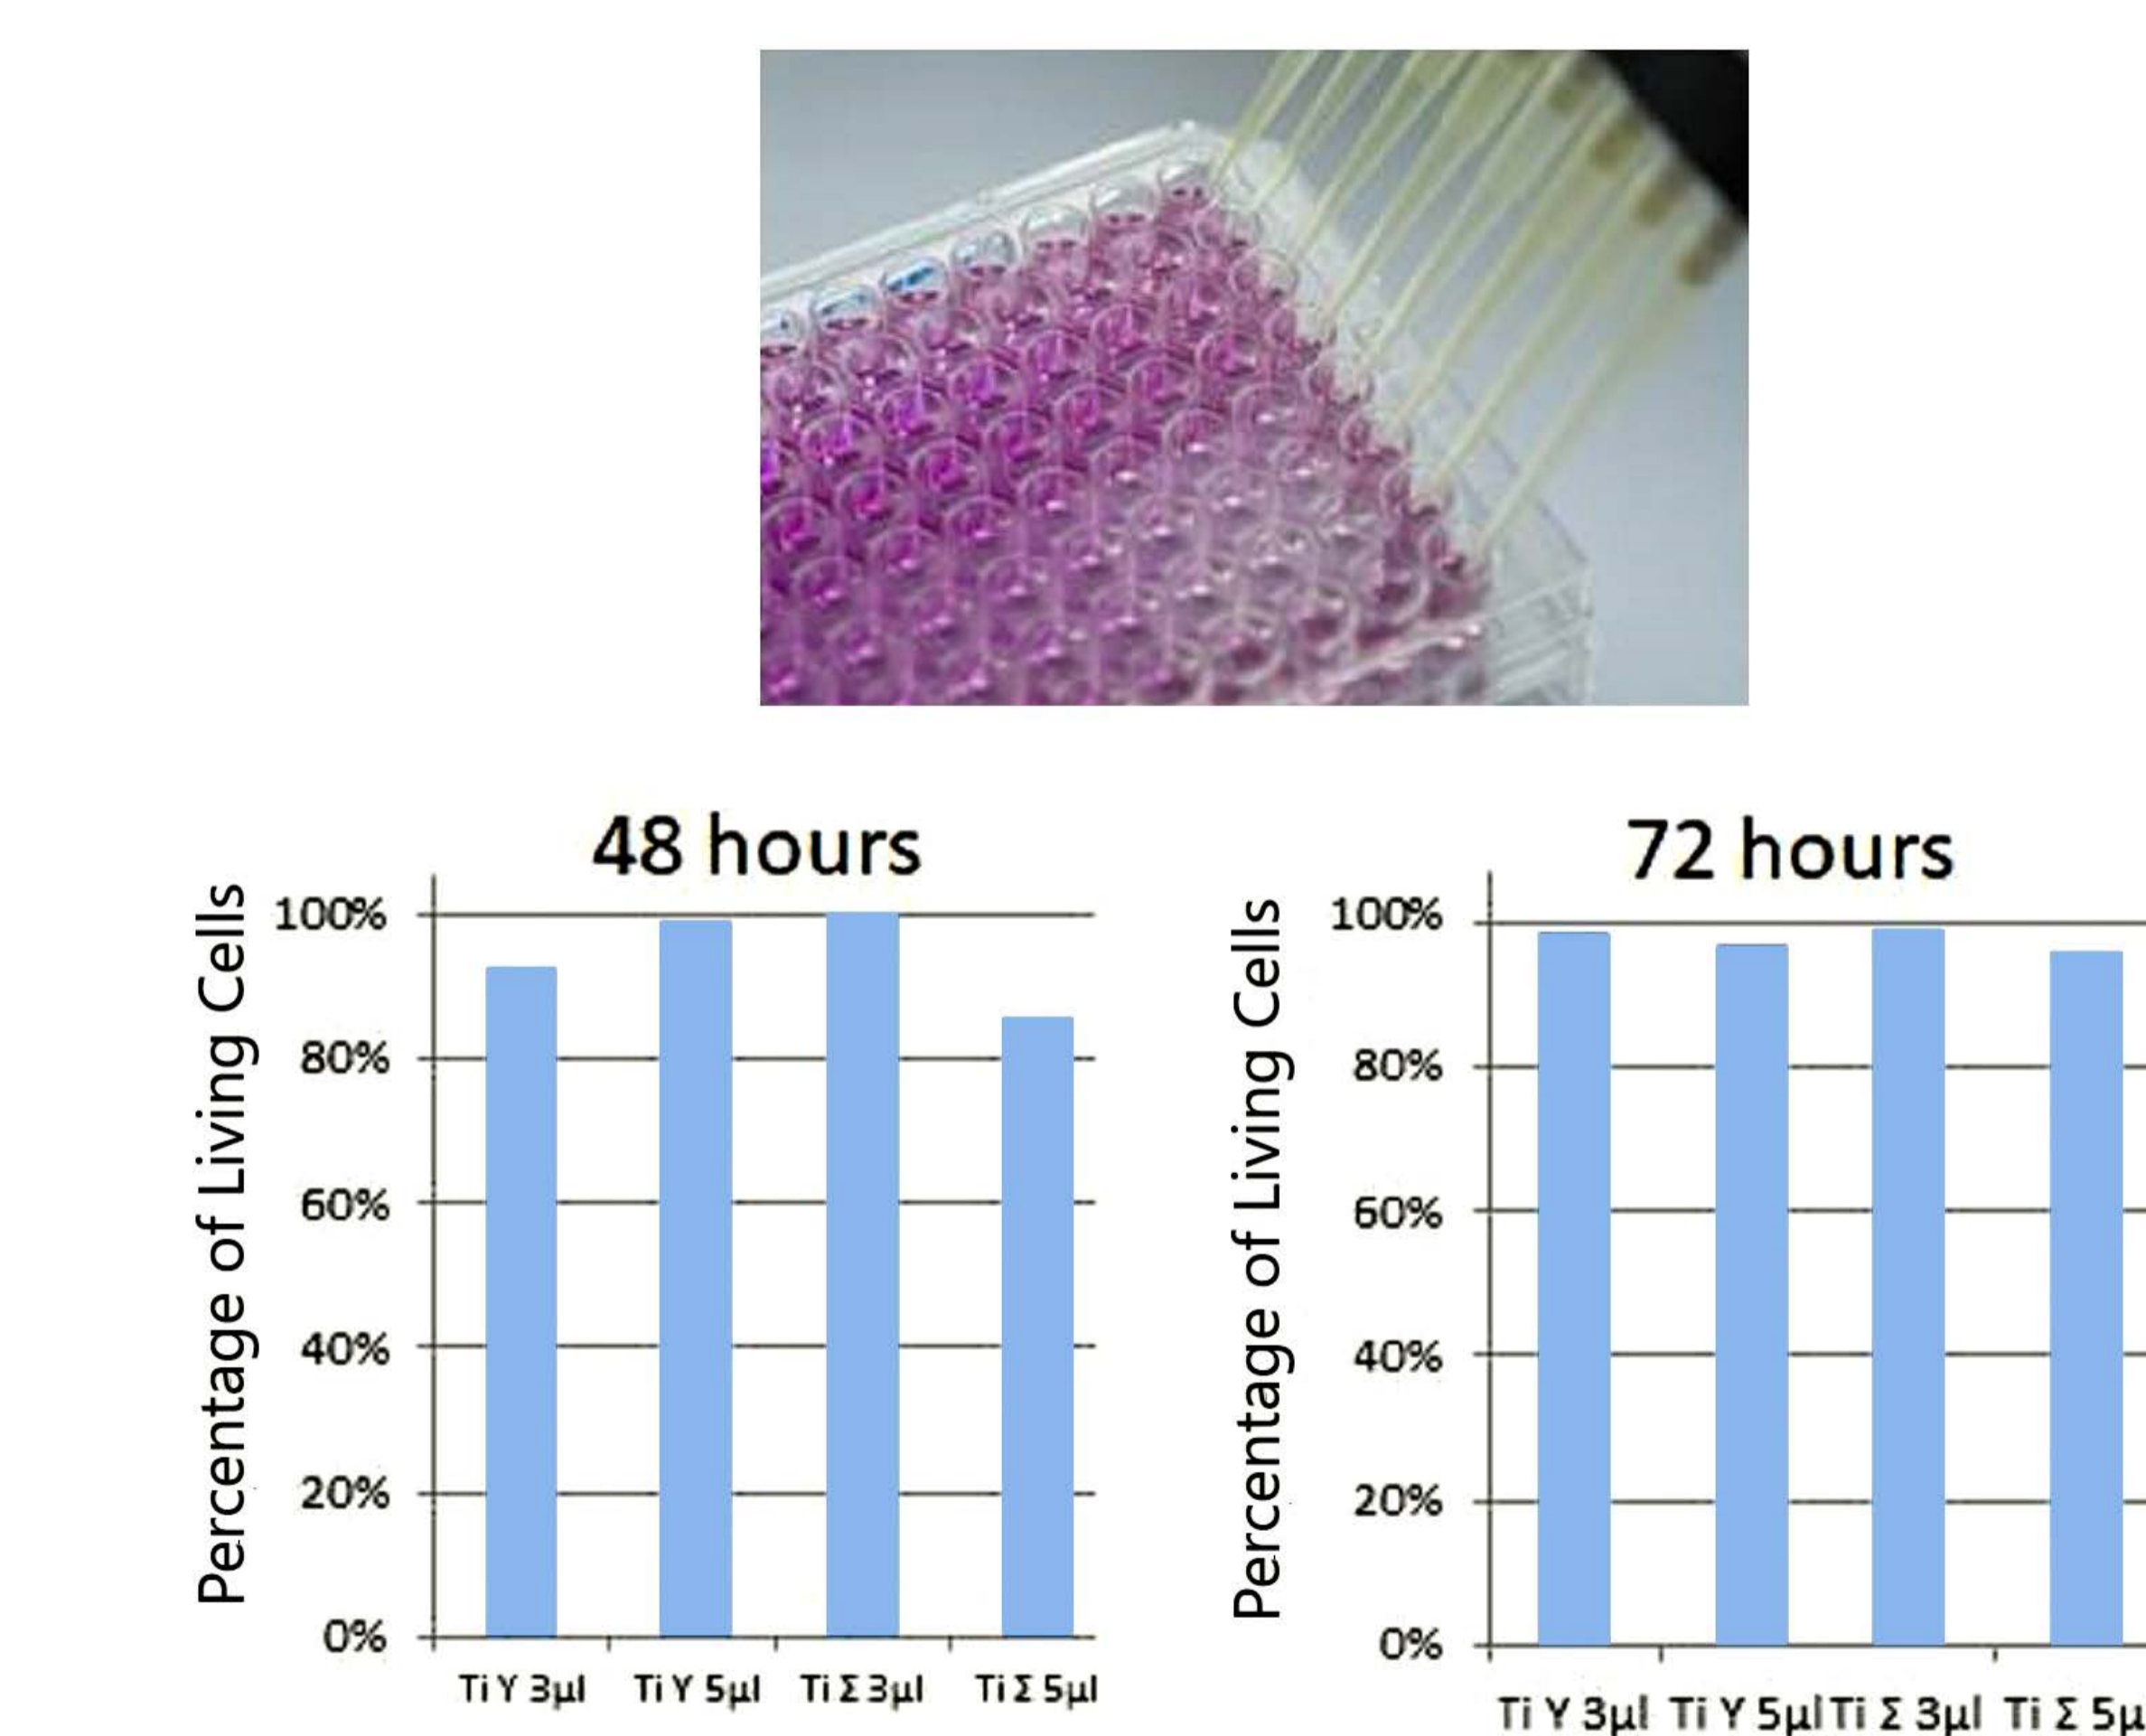 48 hours
Percentage of Living Cells
100%
80%
60%
40%
20%
0%
Ti Y 3μl Ti Y 5μl Ti Σ 3μl Ti Σ 5μl
72 hours
Percentage of Living Cells
100%
80%
60%
40%
20%
0%
Ti Y 3μl Ti Y 5μl Ti Σ 3μl Ti Σ 5μ